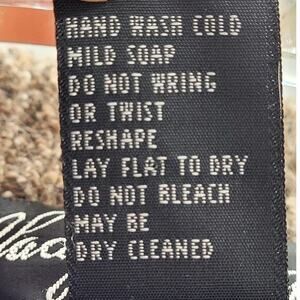 HAND WASH COLD
MILD SOAP
DO NOT WRING
OR TWIST
RESHAPE
LAY FLAT TO DRY
DO NOT BLEACH
MAY BE
DRY CLEANED